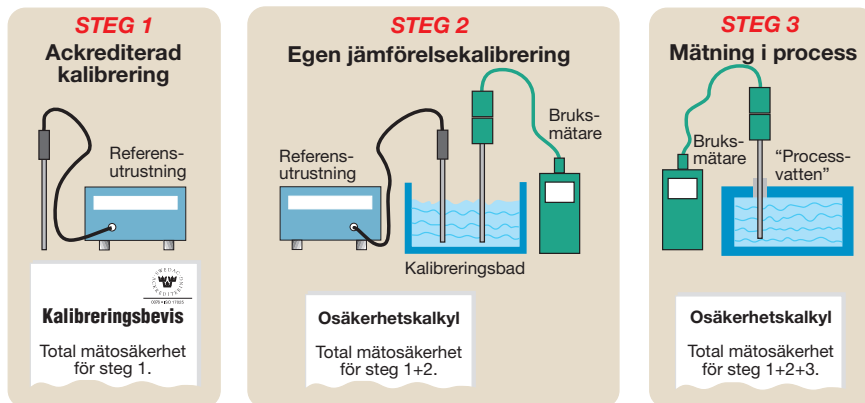 STEG 1
Ackrediterad
kalibrering
Referens-
utrustning
SWEDAC
ACKREDITERING
Kalibreringsbevis
Total mätosäkerhet
för steg 1.
STEG 2
Egen jämförelsekalibrering
Referens-
utrustning
Bruks-
mätare
Kalibreringsbad
Osäkerhetskalkyl
Total mätosäkerhet
för steg 1+2.
STEG 3
Mätning i process
Bruks-
mätare
“Process-
vatten”
Osäkerhetskalkyl
Total mätosäkerhet
för steg 1+2+3.